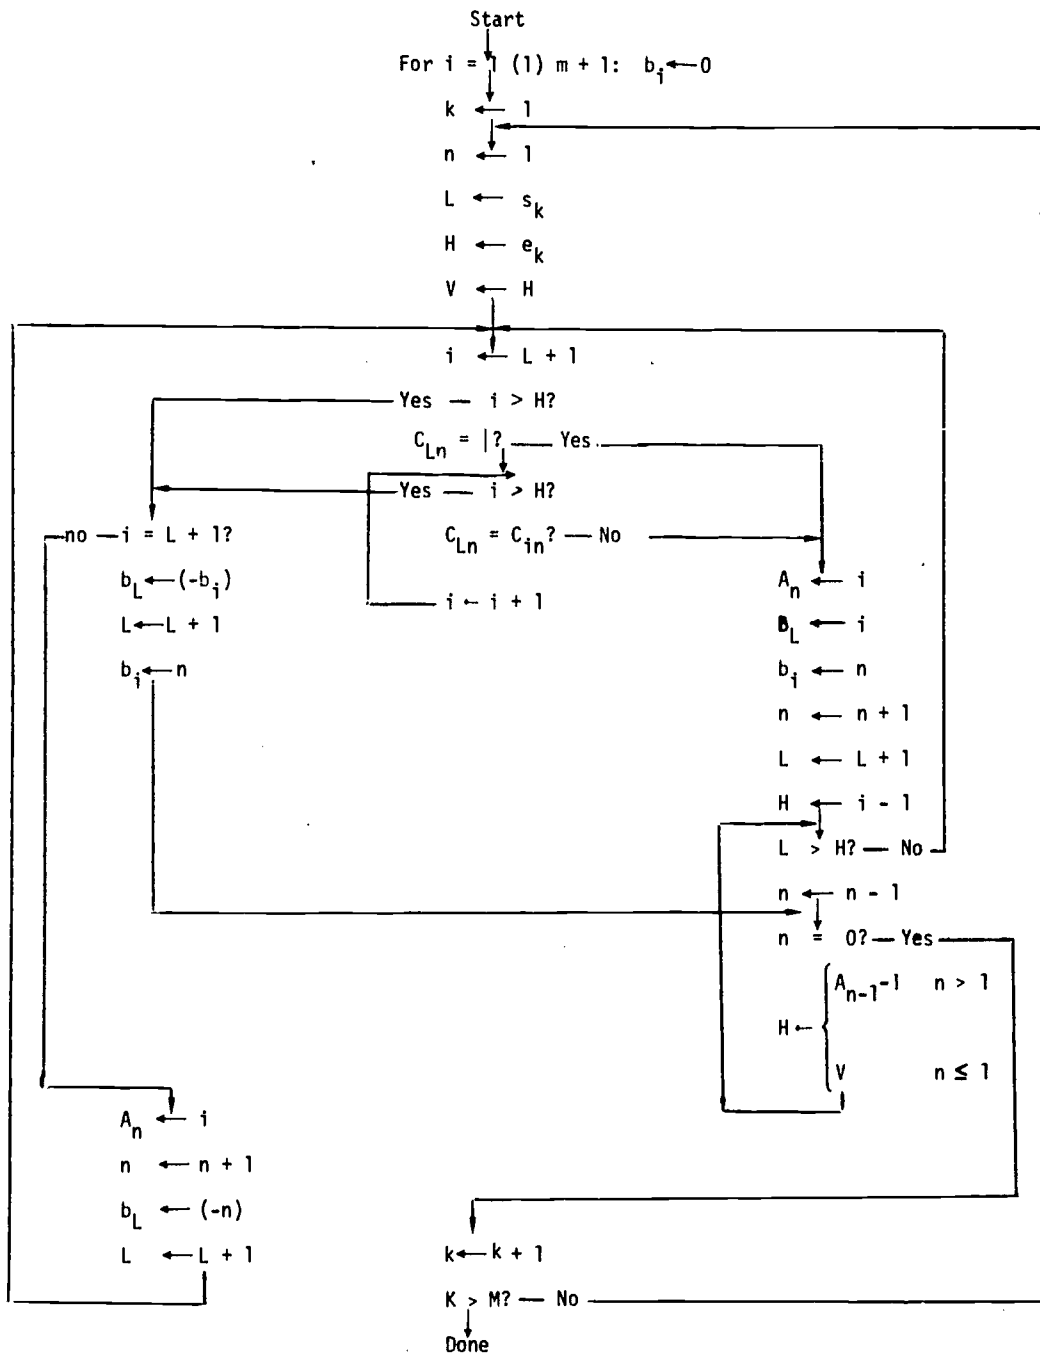 Start
For i = 1 (1) m + 1: b_i ← 0
k ← 1
n ← 1
L ← s_k
H ← e_k
V ← H
i ← L + 1
Yes — i > H?
C_Ln = |? — Yes
Yes — i > H?
no — i = L + 1?
C_Ln = C_in? — No
b_L ← (-b_i)
A_n ← i
i ← i + 1
L ← L + 1
B_L ← i
b_i ← n
b_i ← n
n ← n + 1
L ← L + 1
H ← i - 1
L > H? — No
n ← n - 1
n = 0? — Yes
A_n-1 -1 n > 1
H ←
V n ≤ 1
A_n ← i
n ← n + 1
b_L ← (-n)
L ← L + 1
k ← k + 1
K > M? — No
Done